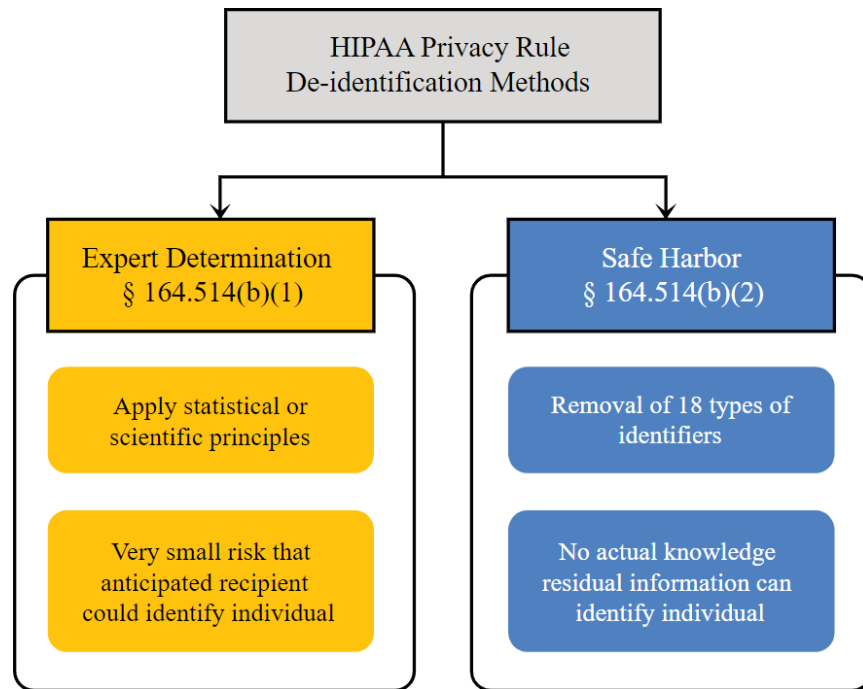 HIPAA Privacy Rule
De-identification Methods
Expert Determination
§ 164.514(b)(1)
Apply statistical or
scientific principles
Very small risk that
anticipated recipient
could identify individual
Safe Harbor
§ 164.514(b)(2)
Removal of 18 types of
identifiers
No actual knowledge
residual information can
identify individual